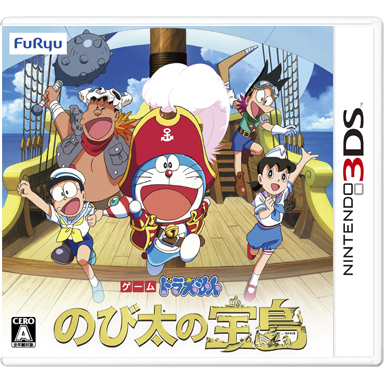 FuRyu
NINTENDO 3DS
ゲーム ドラえもん
のび太の宝島
CERO
A
全年齢対象